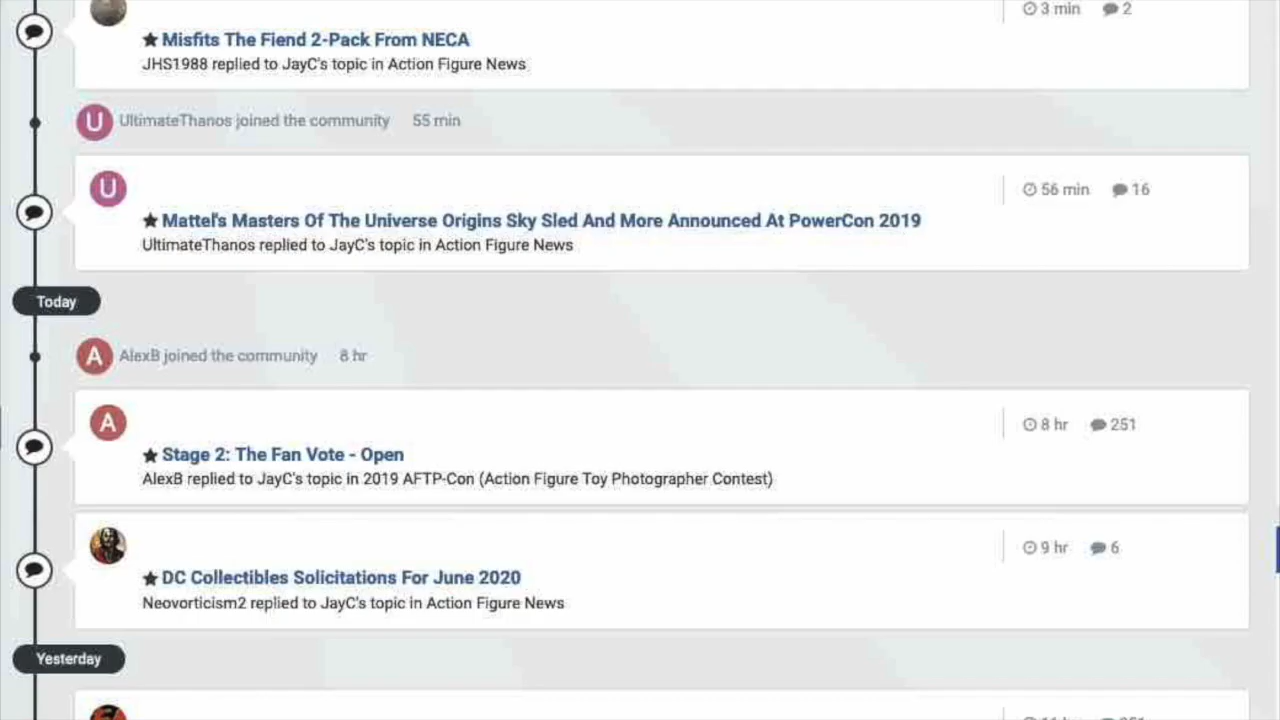 3 min 2
Misfits The Fiend 2-Pack From NECA
JHS1988 replied to JayC's topic in Action Figure News
U UltimateThanos joined the community 55 min
U
56 min 16
Mattel's Masters Of The Universe Origins Sky Sled And More Announced At PowerCon 2019
UltimateThanos replied to JayC's topic in Action Figure News
Today
A AlexB joined the community 8 hr
A
8 hr 251
Stage 2: The Fan Vote - Open
AlexB replied to JayC's topic in 2019 AFTP-Con (Action Figure Toy Photographer Contest)
9 hr 6
DC Collectibles Solicitations For June 2020
Neovorticism2 replied to JayC's topic in Action Figure News
Yesterday